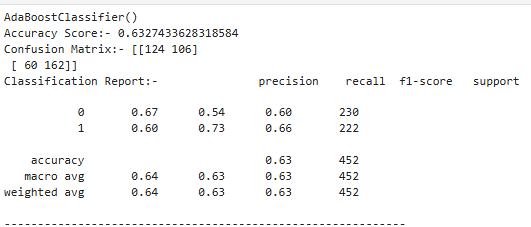 AdaBoostClassifier()
Accuracy Score:- 0.6327433628318584
Confusion Matrix:- [[124 106]
 [ 60 162]]
Classification Report:-               precision    recall  f1-score   support

           0       0.67      0.54      0.60       230
           1       0.60      0.73      0.66       222

    accuracy                           0.63       452
   macro avg       0.64      0.63      0.63       452
weighted avg       0.64      0.63      0.63       452

-------------------------------------------------------------